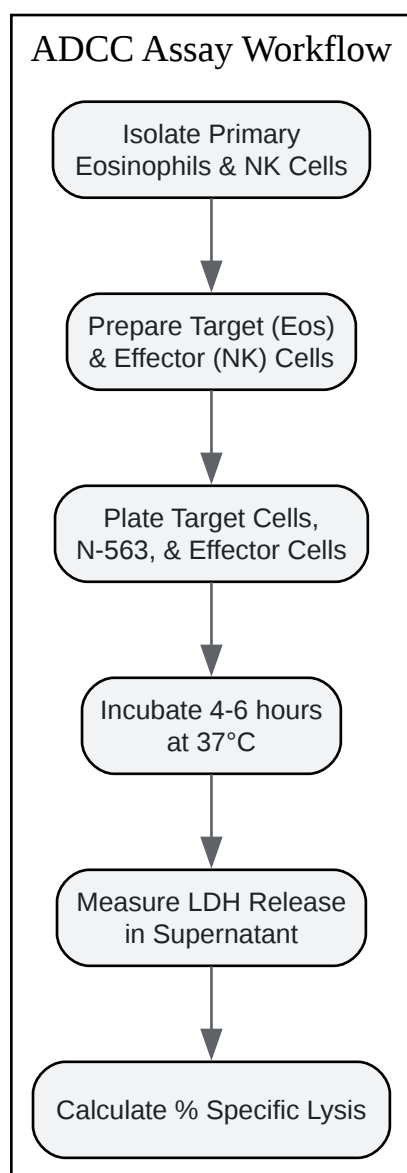 ADCC Assay Workflow
Isolate Primary
Eosinophils & NK Cells
Prepare Target (Eos)
& Effector (NK) Cells
Plate Target Cells,
N-563, & Effector Cells
Incubate 4-6 hours
at 37°C
Measure LDH Release
in Supernatant
Calculate % Specific Lysis